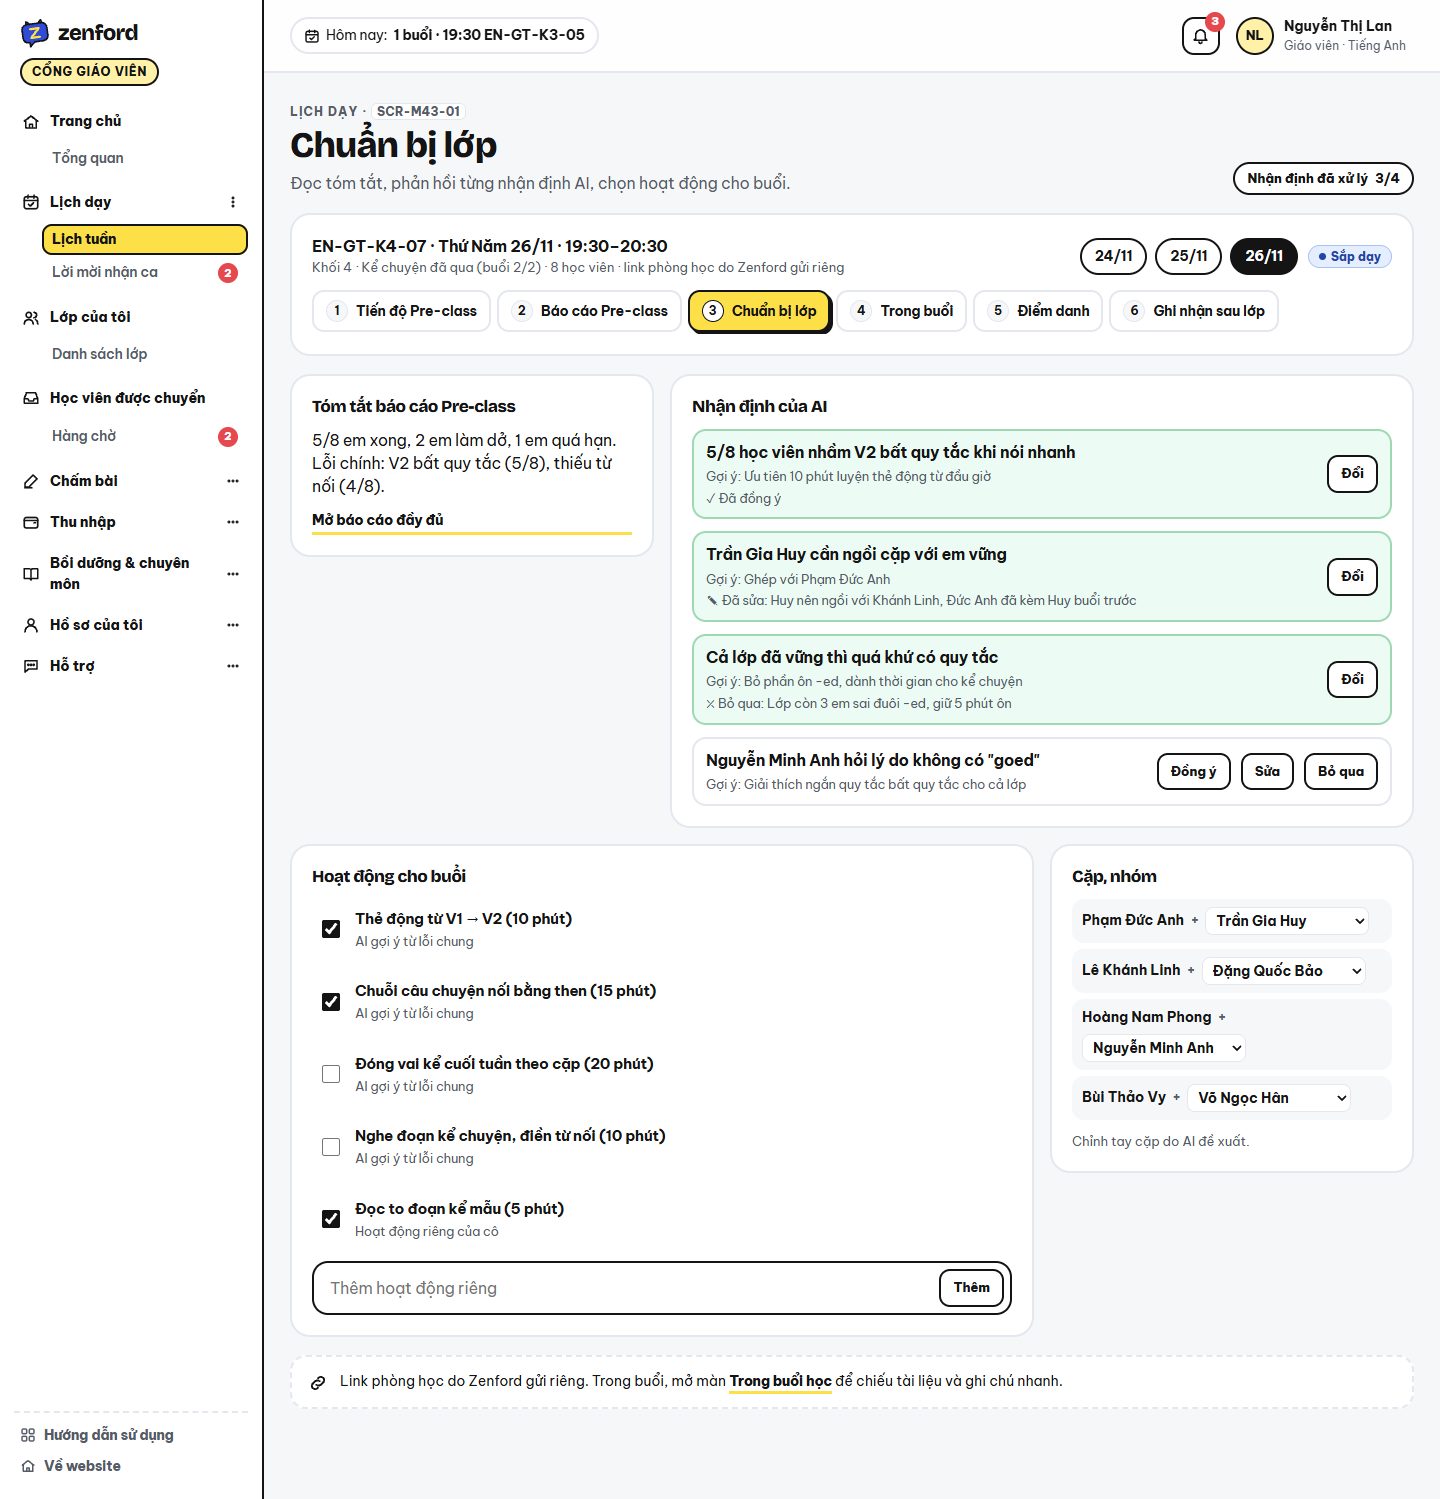 zenford
CỔNG GIÁO VIÊN
Trang chủ
Tổng quan
Lịch dạy
Lịch tuần
Lời mời nhận ca
2
Lớp của tôi
Danh sách lớp
Học viên được chuyển
Hàng chờ
2
Chấm bài
Thu nhập
Bồi dưỡng & chuyên
môn
Hồ sơ của tôi
Hỗ trợ
Hướng dẫn sử dụng
Về website
Hôm nay: 1 buổi · 19:30 EN-GT-K3-05
3
NL
Nguyễn Thị Lan
Giáo viên · Tiếng Anh
LỊCH DẠY · SCR-M43-01
Chuẩn bị lớp
Đọc tóm tắt, phản hồi từng nhận định AI, chọn hoạt động cho buổi.
Nhận định đã xử lý 3/4
EN-GT-K4-07 · Thứ Năm 26/11 · 19:30–20:30
Khối 4 · Kể chuyện đã qua (buổi 2/2) · 8 học viên · link phòng học do Zenford gửi riêng
24/11
25/11
26/11
Sắp dạy
1 Tiến độ Pre-class
2 Báo cáo Pre-class
3 Chuẩn bị lớp
4 Trong buổi
5 Điểm danh
6 Ghi nhận sau lớp
Tóm tắt báo cáo Pre-class
5/8 em xong, 2 em làm dở, 1 em quá hạn.
Lỗi chính: V2 bất quy tắc (5/8), thiếu từ
nối (4/8).
Mở báo cáo đầy đủ
Nhận định của AI
5/8 học viên nhầm V2 bất quy tắc khi nói nhanh
Gợi ý: Ưu tiên 10 phút luyện thẻ động từ đầu giờ
✓ Đã đồng ý
Đổi
Trần Gia Huy cần ngồi cặp với em vững
Gợi ý: Ghép với Phạm Đức Anh
✎ Đã sửa: Huy nên ngồi với Khánh Linh, Đức Anh đã kèm Huy buổi trước
Đổi
Cả lớp đã vững thì quá khứ có quy tắc
Gợi ý: Bỏ phần ôn -ed, dành thời gian cho kể chuyện
✕ Bỏ qua: Lớp còn 3 em sai đuôi -ed, giữ 5 phút ôn
Đổi
Nguyễn Minh Anh hỏi lý do không có "goed"
Gợi ý: Giải thích ngắn quy tắc bất quy tắc cho cả lớp
Đồng ý
Sửa
Bỏ qua
Hoạt động cho buổi
Thẻ động từ V1 → V2 (10 phút)
AI gợi ý từ lỗi chung
Chuỗi câu chuyện nối bằng then (15 phút)
AI gợi ý từ lỗi chung
Đóng vai kể cuối tuần theo cặp (20 phút)
AI gợi ý từ lỗi chung
Nghe đoạn kể chuyện, điền từ nối (10 phút)
AI gợi ý từ lỗi chung
Đọc to đoạn kể mẫu (5 phút)
Hoạt động riêng của cô
Thêm hoạt động riêng
Thêm
Cặp, nhóm
Phạm Đức Anh + Trần Gia Huy
Lê Khánh Linh + Đặng Quốc Bảo
Hoàng Nam Phong +
Nguyễn Minh Anh
Bùi Thảo Vy + Võ Ngọc Hân
Chỉnh tay cặp do AI đề xuất.
Link phòng học do Zenford gửi riêng. Trong buổi, mở màn Trong buổi học để chiếu tài liệu và ghi chú nhanh.